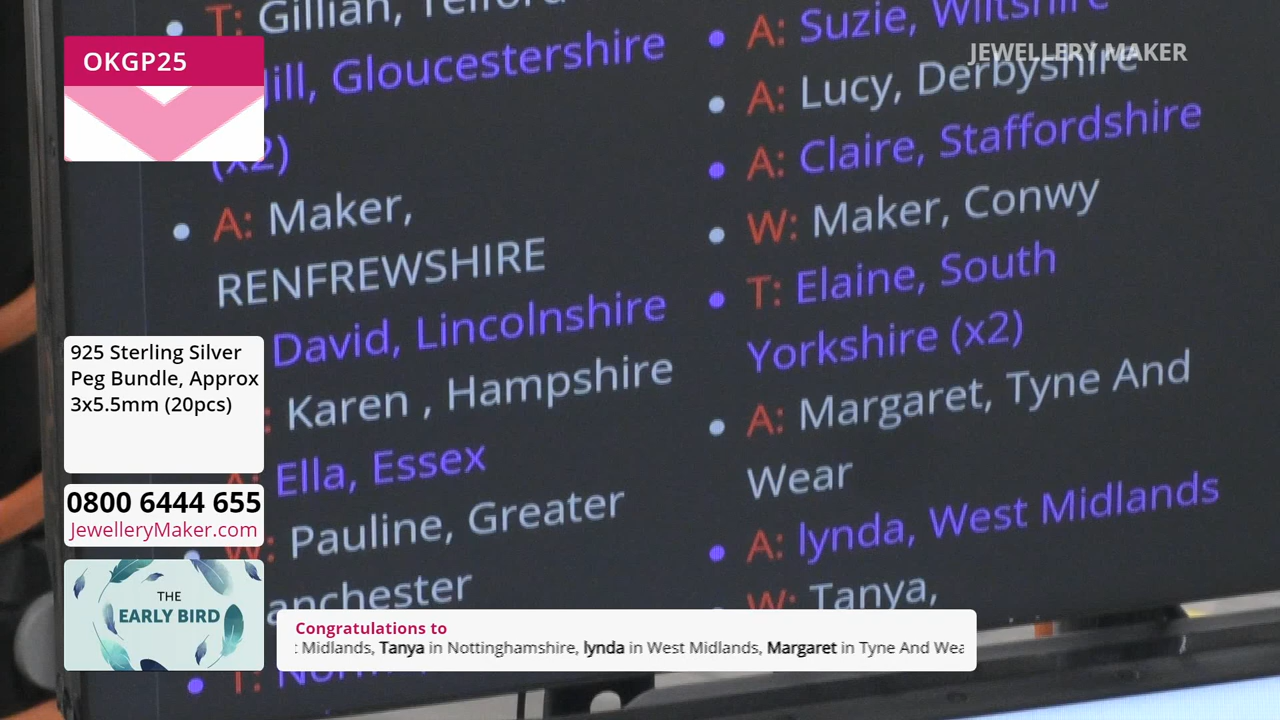 OKGP25
JEWELLERY MAKER
T: Gillian, Telford
Jill, Gloucestershire
(x2)
A: Maker,
RENFREWSHIRE
David, Lincolnshire
Karen , Hampshire
A: Ella, Essex
W: Pauline, Greater
anchester
T:
A: Suzie, Wiltshire
A: Lucy, Derbyshire
A: Claire, Staffordshire
W: Maker, Conwy
T: Elaine, South
Yorkshire (x2)
A: Margaret, Tyne And
Wear
A: lynda, West Midlands
W: Tanya,
925 Sterling Silver
Peg Bundle, Approx
3x5.5mm (20pcs)
0800 6444 655
JewelleryMaker.com
THE
EARLY BIRD
Congratulations to
: Midlands, Tanya in Nottinghamshire, lynda in West Midlands, Margaret in Tyne And Wea